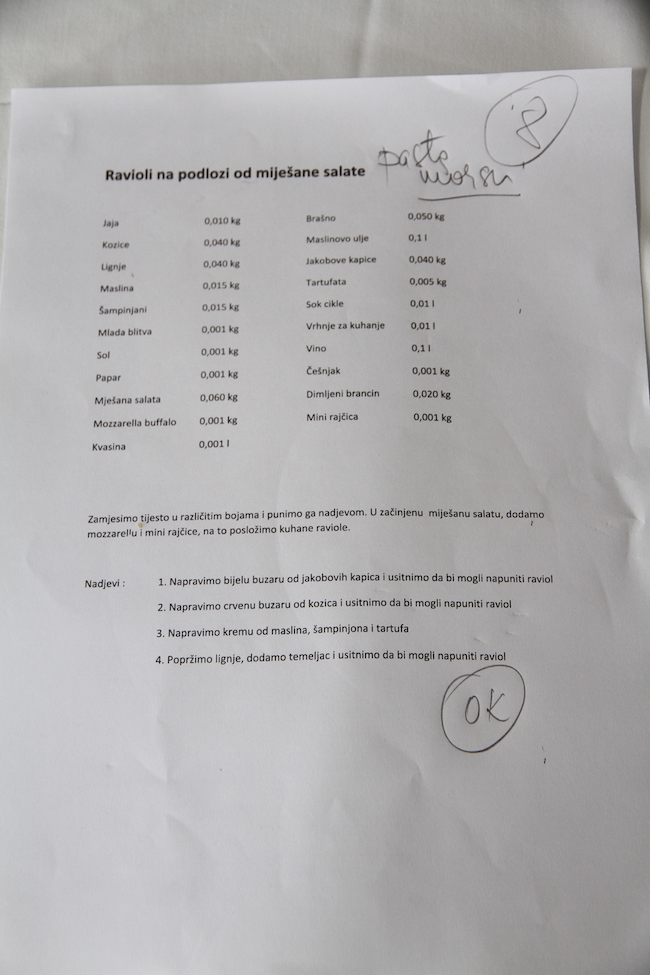 8
pasta
Ravioli na podlozi od miješane salate
Jaja 0,010 kg
Kozice 0,040 kg
Lignje 0,040 kg
Maslina 0,015 kg
Šampinjani 0,015 kg
Mlada blitva 0,001 kg
Sol 0,001 kg
Papar 0,001 kg
Mješana salata 0,060 kg
Mozzarella buffalo 0,001 kg
Kvasina 0,001 l
Brašno 0,050 kg
Maslinovo ulje 0,1 l
Jakobove kapice 0,040 kg
Tartufata 0,005 kg
Sok cikle 0,01 l
Vrhnje za kuhanje 0,01 l
Vino 0,1 l
Češnjak 0,001 kg
Dimljeni brancin 0,020 kg
Mini rajčica 0,001 kg
Zamjesimo tijesto u različitim bojama i punimo ga nadjevom. U začinjenu miješanu salatu, dodamo
mozzarellu i mini rajčice, na to posložimo kuhane raviole.
Nadjevi : 1. Napravimo bijelu buzaru od jakobovih kapica i usitnimo da bi mogli napuniti raviol
2. Napravimo crvenu buzaru od kozica i usitnimo da bi mogli napuniti raviol
3. Napravimo kremu od maslina, šampinjona i tartufa
4. Popržimo lignje, dodamo temeljac i usitnimo da bi mogli napuniti raviol
OK